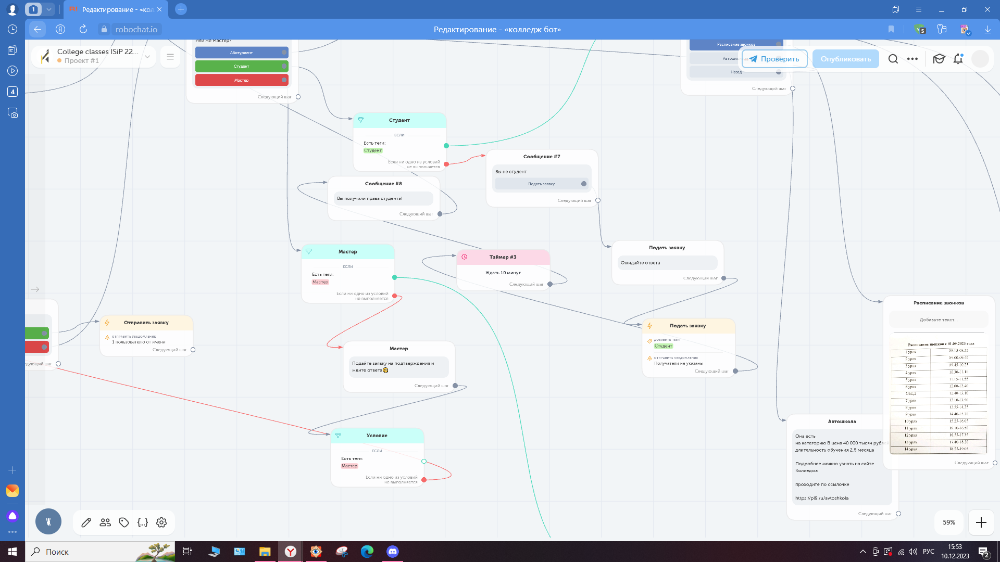 1
Редактирование - «кол
robochat.io
Редактирование - «колледж бот»
5
4
College classes ISiP 22...
Проект #1
Или же Мастер?
Абитуриент
Студент
Мастер
Следующий шаг
Расписание звонков
Назад
Следующий шаг
Проверить
Опубликовать
Студент
ЕСЛИ
Есть теги:
Студент
Если ни одно из условий
не выполняется
Сообщение #7
Вы не студент
Подать заявку
Следующий шаг
Сообщение #8
Вы получили права студента!
Следующий шаг
Мастер
ЕСЛИ
Есть теги:
Мастер
Если ни одно из условий
не выполняется
Таймер #3
Ждать 10 минут
Следующий шаг
Подать заявку
Ожидайте ответа
Следующий шаг
Отправить заявку
ОТПРАВИТЬ УВЕДОМЛЕНИЕ
1 пользователю от имени
Следующий шаг
едующий шаг
Мастер
Подайте заявку на подтверждения и
ждите ответа
Следующий шаг
Подать заявку
ДОБАВИТЬ ТЕГИ
Студент
ОТПРАВИТЬ УВЕДОМЛЕНИЕ
Получатели не указаны
Следующий шаг
Условие
ЕСЛИ
Есть теги:
Мастер
Если ни одно из условий
не выполняется
Расписание звонков
Добавьте текст...
Расписание звонков с 01.09.2023 года
1 урок 08.15-08.55
2 урок 09.00-09.40
3 урок 09.45-10.25
4 урок 10.30-11.10
5 урок 11.15-11.55
6 урок 12.00-12.40
ОБЕД 12.40-13.10
7 урок 13.10-13.50
8 урок 13.55-14.35
9 урок 14.40-15.20
10 урок 15.25-16.05
11 урок 16.10-16.50
12 урок 16.55-17.35
13 урок 17.40-18.20
14 урок 18.25-19.05
Следующий шаг
Автошкола
Она есть
на категорию В цена 40 000 тысяч рублей
длительность обучения 2,5 месяца
Подробнее можно узнать на сайте
Колледжа
проходите по ссылочке
https://pl9.ru/avtoshkola
Следующий шаг
59%
Поиск
РУС
15:53
10.12.2023
2